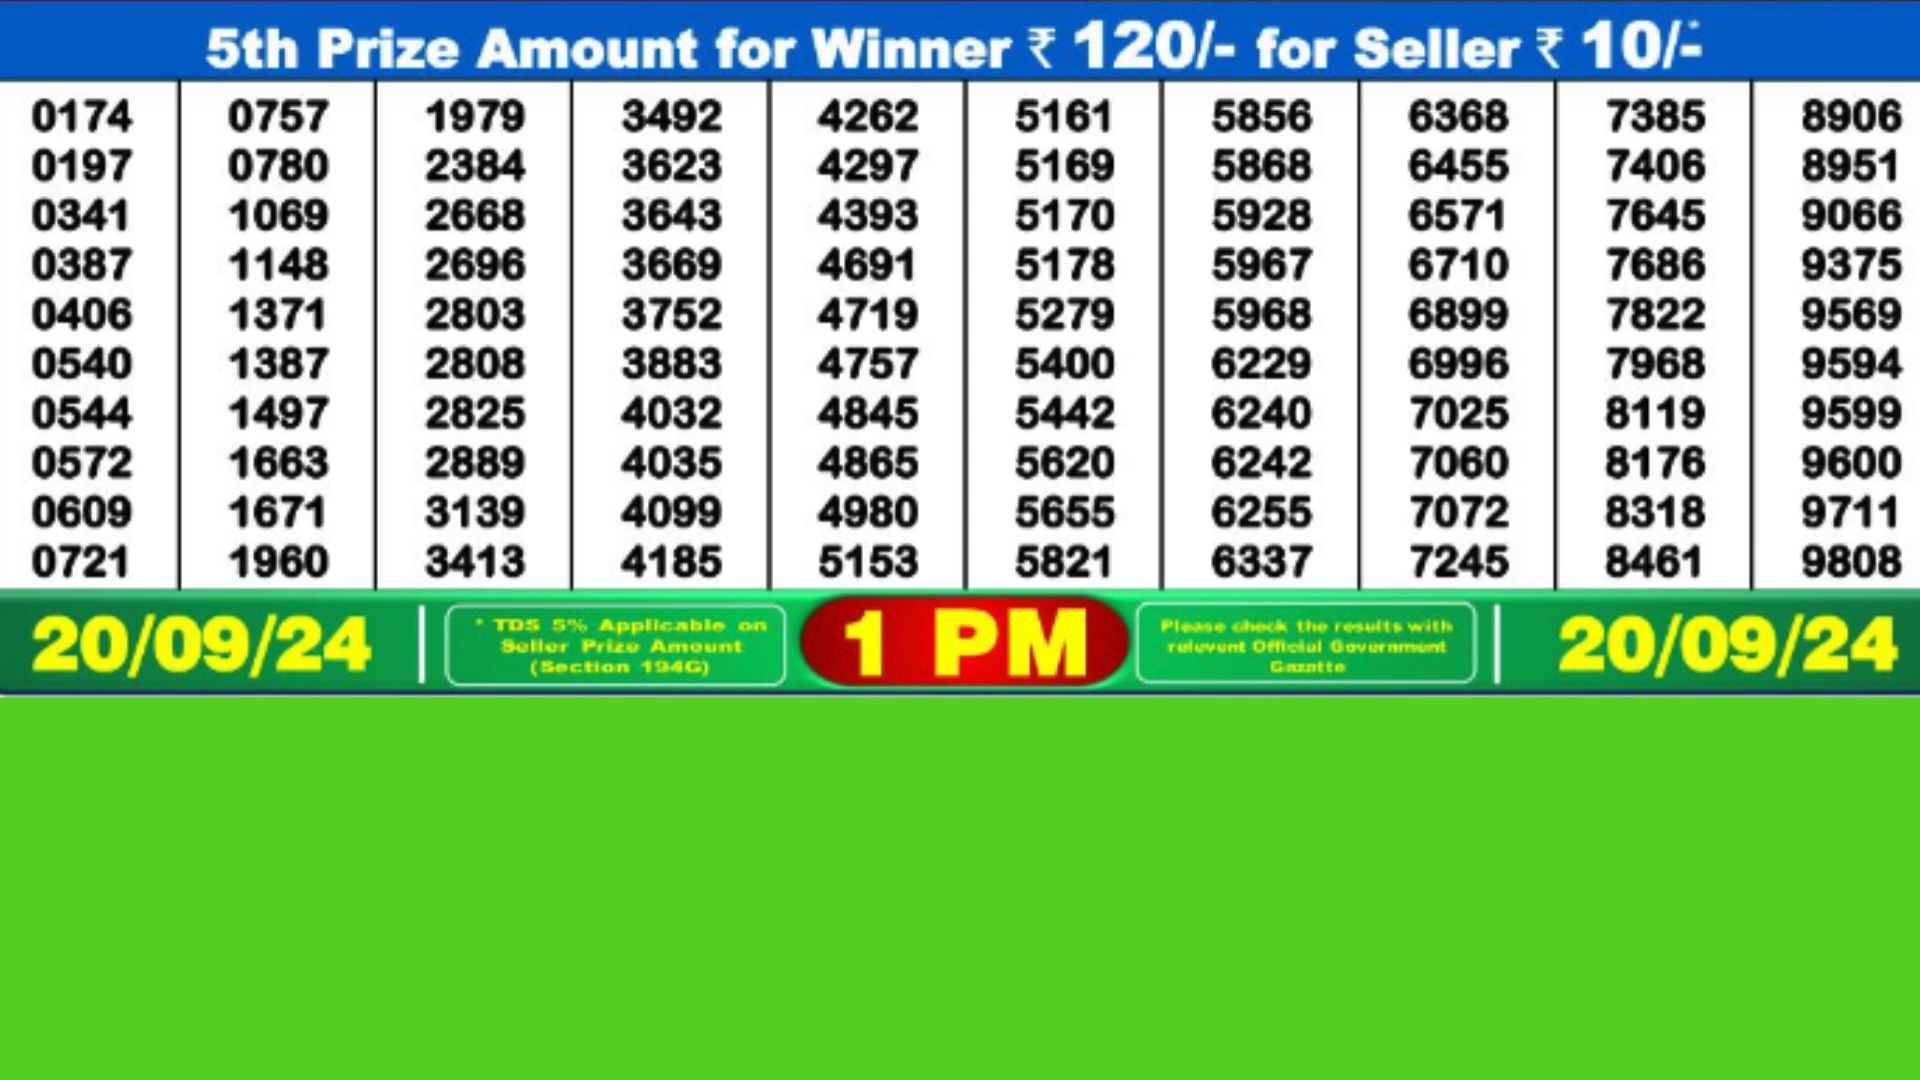 5th Prize Amount for Winner ₹ 120/- for Seller ₹ 10/-*
0174 0757 1979 3492 4262 5161 5856 6368 7385 8906
0197 0780 2384 3623 4297 5169 5868 6455 7406 8951
0341 1069 2668 3643 4393 5170 5928 6571 7645 9066
0387 1148 2696 3669 4691 5178 5967 6710 7686 9375
0406 1371 2803 3752 4719 5279 5968 6899 7822 9569
0540 1387 2808 3883 4757 5400 6229 6996 7968 9594
0544 1497 2825 4032 4845 5442 6240 7025 8119 9599
0572 1663 2889 4035 4865 5620 6242 7060 8176 9600
0609 1671 3139 4099 4980 5655 6255 7072 8318 9711
0721 1960 3413 4185 5153 5821 6337 7245 8461 9808
20/09/24
* TDS 5% Applicable on
Seller Prize Amount
(Section 194G)
1 PM
Please check the results with
relevent Official Government
Gazatte
20/09/24